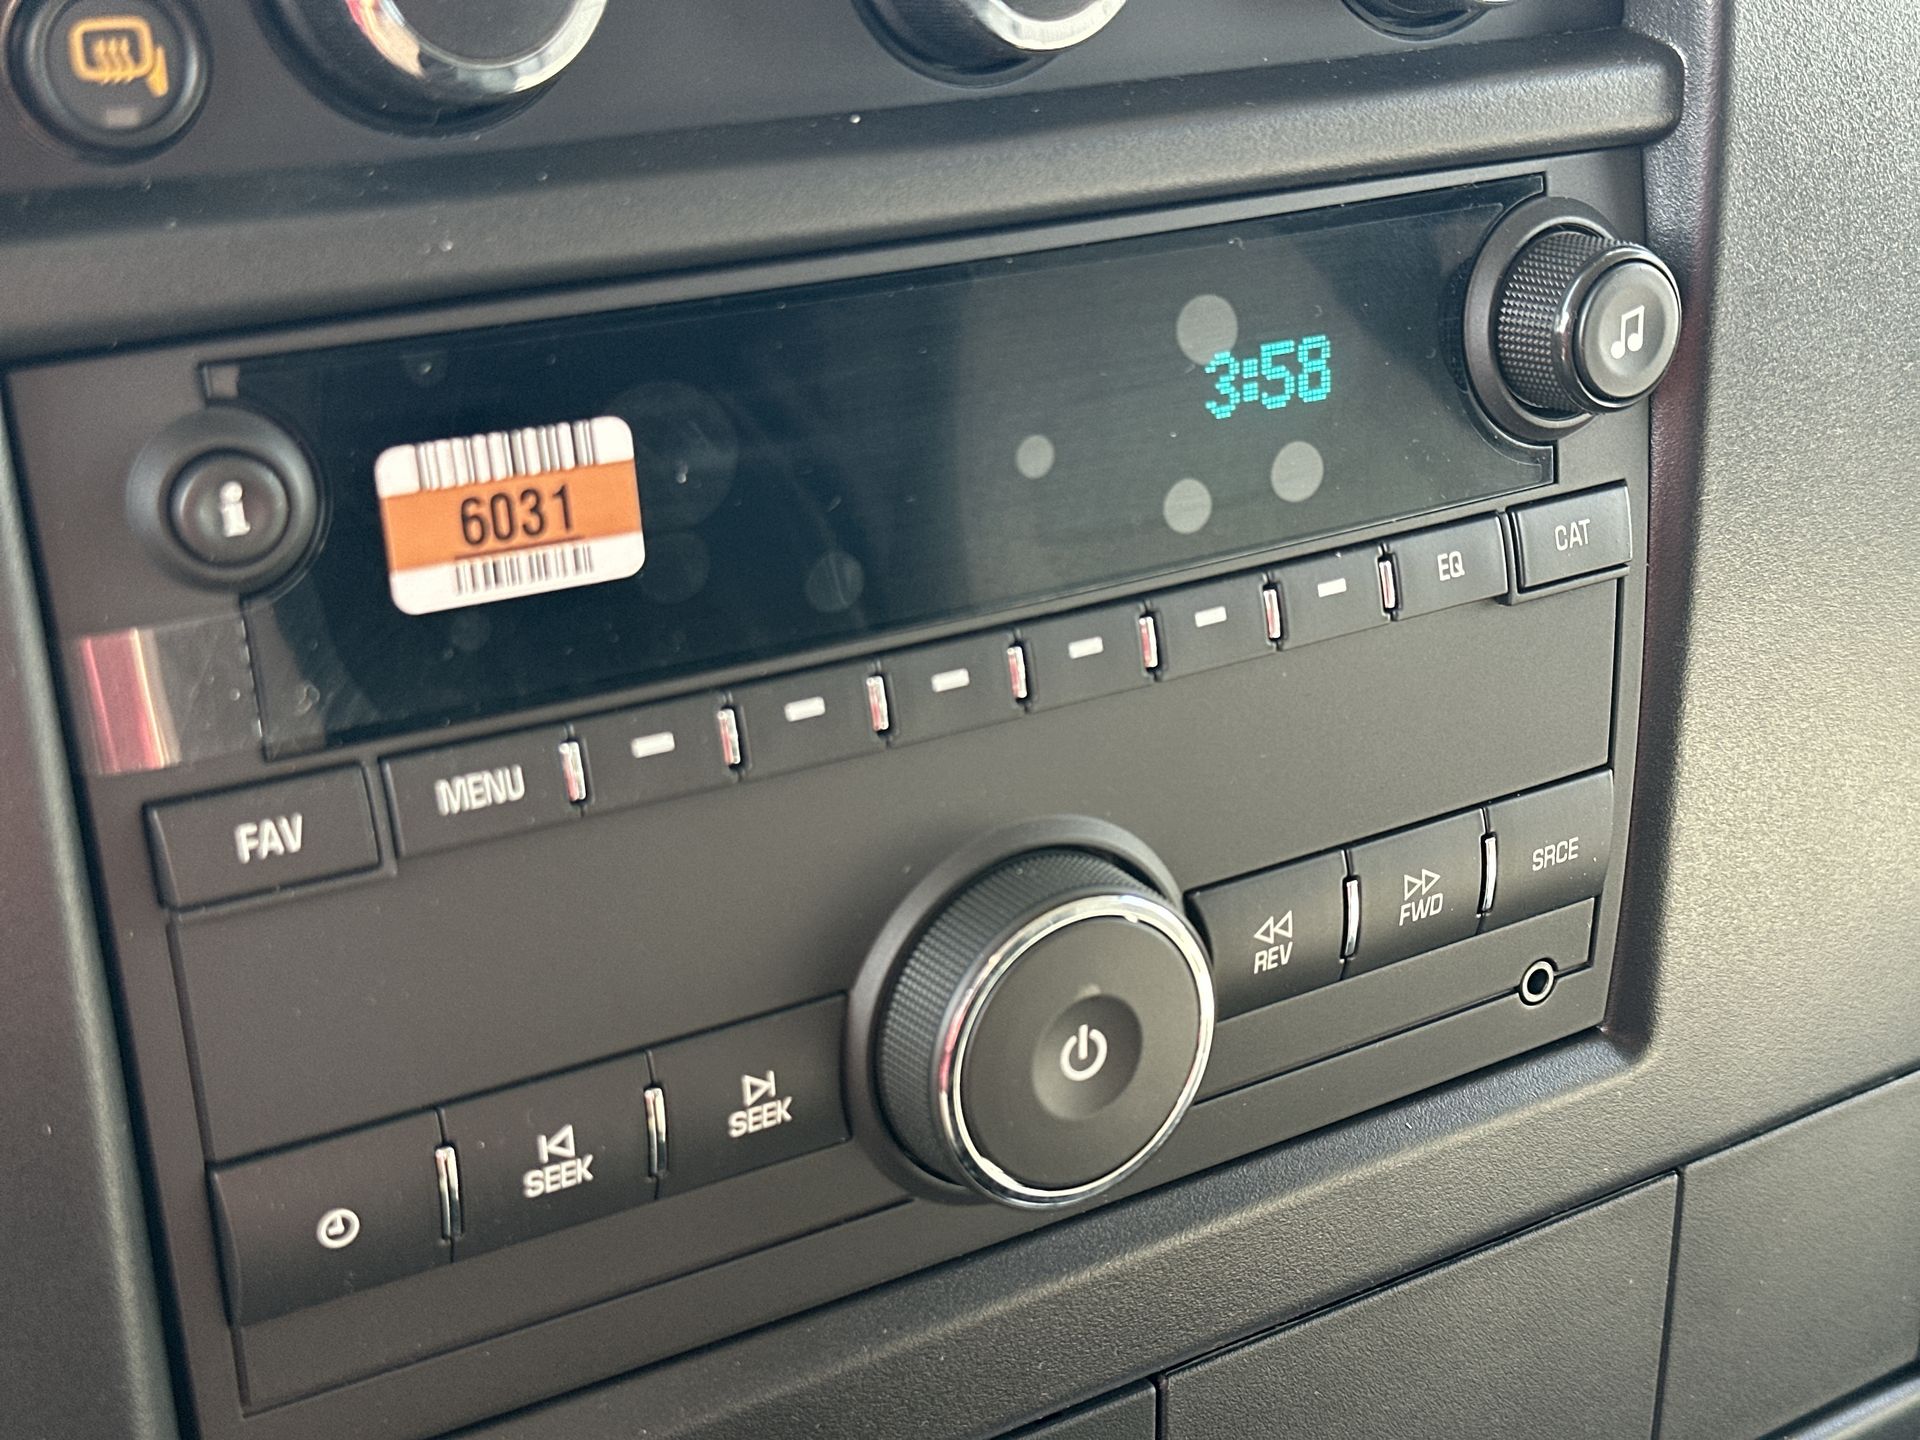 3:58
6031
CAT
EQ
MENU
FAV
SRCE
FWD
REV
SEEK
SEEK